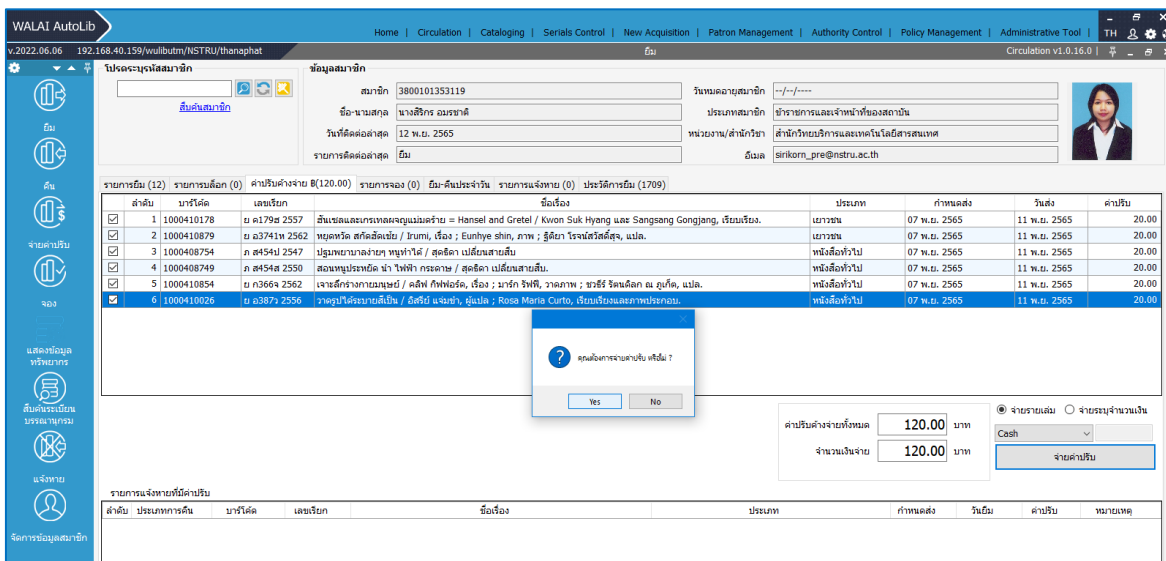 WALAI AutoLib
Home | Circulation | Cataloging | Serials Control | New Acquisition | Patron Management | Authority Control | Policy Management | Administrative Tool | TH
v.2022.06.06 192.168.40.159/wulibutm/NSTRU/thanaphat ยืม Circulation v1.0.16.0 |
โปรดระบุรหัสสมาชิก
สืบค้นสมาชิก
ข้อมูลสมาชิก
สมาชิก 3800101353119 วันหมดอายุสมาชิก --/--/----
ชื่อ-นามสกุล นางสิริกร อมรชาติ ประเภทสมาชิก ข้าราชการและเจ้าหน้าที่ของสถาบัน
วันที่ติดต่อล่าสุด 12 พ.ย. 2565 หน่วยงาน/สำนักวิชา สำนักวิทยบริการและเทคโนโลยีสารสนเทศ
รายการติดต่อล่าสุด ยืม อีเมล sirikorn_pre@nstru.ac.th
ยืม
คืน
จ่ายค่าปรับ
จอง
แสดงข้อมูล
ทรัพยากร
สืบค้นระเบียน
บรรณานุกรม
แจ้งหาย
จัดการข้อมูลสมาชิก
รายการยืม (12) รายการบล็อก (0) ค่าปรับค้างจ่าย ฿(120.00) รายการจอง (0) ยืม-คืนประจำวัน รายการแจ้งหาย (0) ประวัติการยืม (1709)
ลำดับ บาร์โค้ด เลขเรียก ชื่อเรื่อง ประเภท กำหนดส่ง วันส่ง ค่าปรับ
1 1000410178 ย ค179ฮ 2557 ฮันเซลและเกรเทลผจญแม่มดร้าย = Hansel and Gretel / Kwon Suk Hyang และ Sangsang Gongjang, เรียบเรียง. เยาวชน 07 พ.ย. 2565 11 พ.ย. 2565 20.00
2 1000410879 ย อ3741ห 2562 หยุดหวัด สกัดฮัดเช่ย / Irumi, เรื่อง ; Eunhye shin, ภาพ ; ฐิติยา โรจน์สวัสดิ์สุจ, แปล. เยาวชน 07 พ.ย. 2565 11 พ.ย. 2565 20.00
3 1000408754 ภ ส454ป 2547 ปฐมพยาบาลง่ายๆ หนูทำได้ / สุดธิดา เปลี่ยนสายสืบ หนังสือทั่วไป 07 พ.ย. 2565 11 พ.ย. 2565 20.00
4 1000408749 ภ ส454ส 2550 สอนหนูประหยัด น้ำ ไฟฟ้า กระดาษ / สุดธิดา เปลี่ยนสายสืบ. หนังสือทั่วไป 07 พ.ย. 2565 11 พ.ย. 2565 20.00
5 1000410854 ย ก366จ 2562 เจาะลึกร่างกายมนุษย์ / คลิฟ กิฟฟอร์ด, เรื่อง ; มาร์ก รัฟฟี, วาดภาพ ; ชวธีร์ รัตนดิลก ณ ภูเก็ต, แปล. หนังสือทั่วไป 07 พ.ย. 2565 11 พ.ย. 2565 20.00
6 1000410026 ย อ387ว 2556 วาดรูปได้ระบายสีเป็น / อิสรีย์ แจ่มขำ, ผู้แปล ; Rosa Maria Curto, เรียบเรียงและภาพประกอบ. หนังสือทั่วไป 07 พ.ย. 2565 11 พ.ย. 2565 20.00
คุณต้องการจ่ายค่าปรับ หรือไม่ ?
Yes No
ค่าปรับค้างจ่ายทั้งหมด 120.00 บาท
จำนวนเงินจ่าย 120.00 บาท
จ่ายรายเล่ม จ่ายระบุจำนวนเงิน
Cash
จ่ายค่าปรับ
รายการแจ้งหายที่มีค่าปรับ
ลำดับ ประเภทการคืน บาร์โค้ด เลขเรียก ชื่อเรื่อง ประเภท กำหนดส่ง วันยืม ค่าปรับ หมายเหตุ